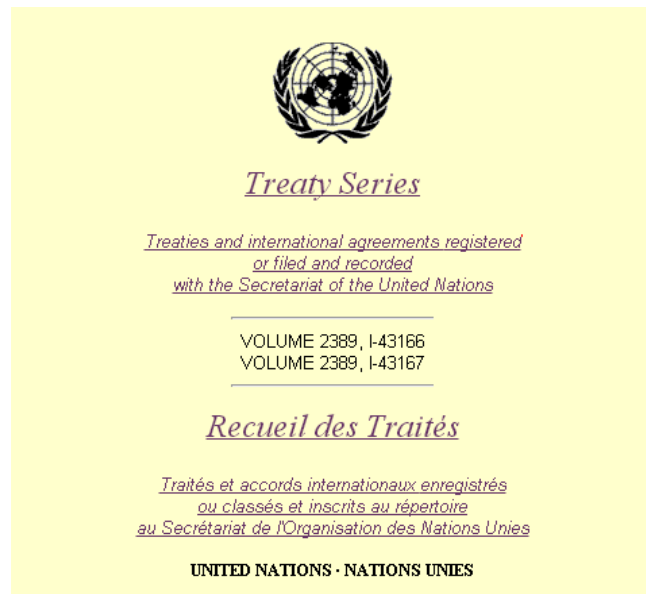 Treaty Series
Treaties and international agreements registered
or filed and recorded
with the Secretariat of the United Nations
VOLUME 2389, I-43166
VOLUME 2389, I-43167
Recueil des Traités
Traités et accords internationaux enregistrés
ou classés et inscrits au répertoire
au Secrétariat de l'Organisation des Nations Unies
UNITED NATIONS · NATIONS UNIES